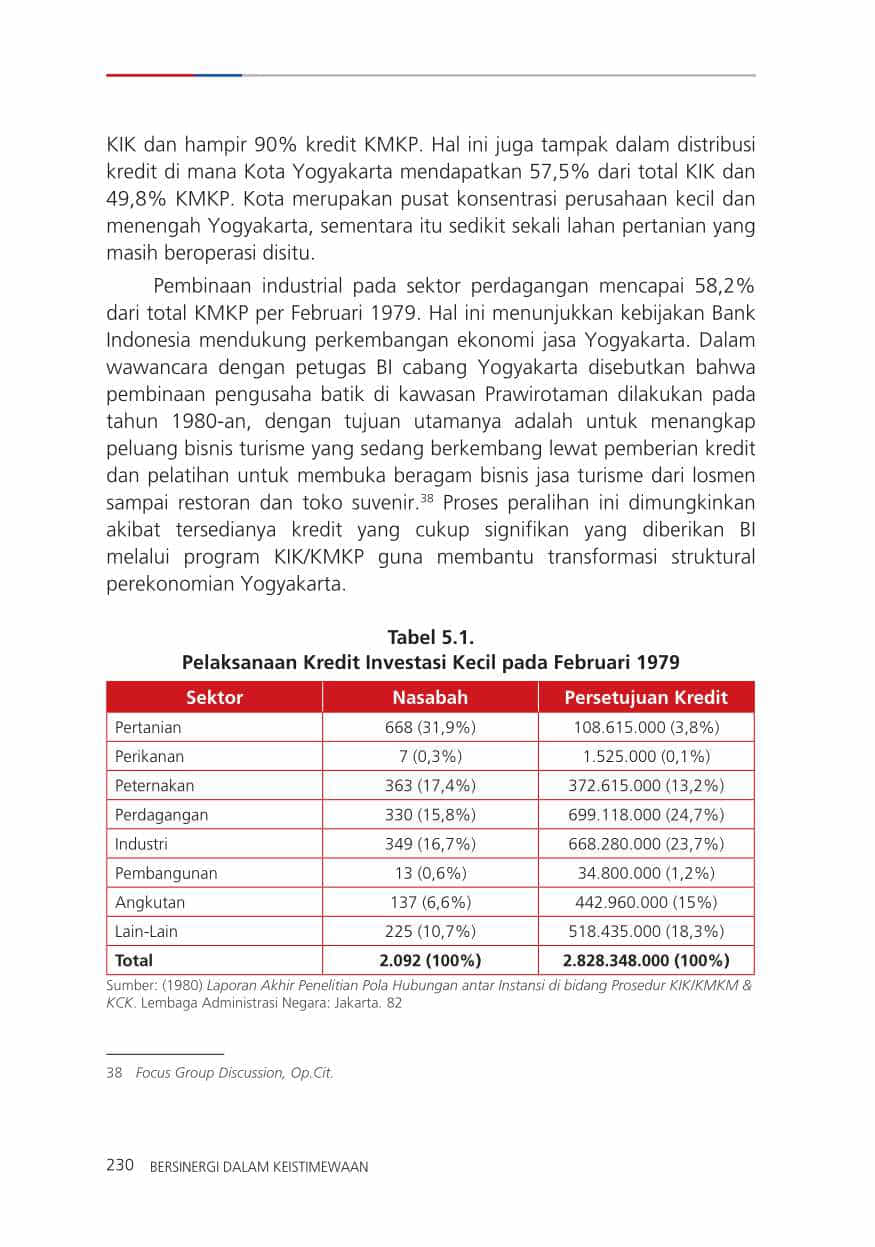 KIK dan hampir 90% kredit KMKP. Hal ini juga tampak dalam distribusi
kredit di mana Kota Yogyakarta mendapatkan 57,5% dari total KIK dan
49,8% KMKP. Kota merupakan pusat konsentrasi perusahaan kecil dan
menengah Yogyakarta, sementara itu sedikit sekali lahan pertanian yang
masih beroperasi disitu.
Pembinaan industrial pada sektor perdagangan mencapai 58,2%
dari total KMKP per Februari 1979. Hal ini menunjukkan kebijakan Bank
Indonesia mendukung perkembangan ekonomi jasa Yogyakarta. Dalam
wawancara dengan petugas BI cabang Yogyakarta disebutkan bahwa
pembinaan pengusaha batik di kawasan Prawirotaman dilakukan pada
tahun 1980-an, dengan tujuan utamanya adalah untuk menangkap
peluang bisnis turisme yang sedang berkembang lewat pemberian kredit
dan pelatihan untuk membuka beragam bisnis jasa turisme dari losmen
sampai restoran dan toko suvenir.38 Proses peralihan ini dimungkinkan
akibat tersedianya kredit yang cukup signifikan yang diberikan BI
melalui program KIK/KMKP guna membantu transformasi struktural
perekonomian Yogyakarta.
Tabel 5.1.
Pelaksanaan Kredit Investasi Kecil pada Februari 1979
Sektor Nasabah Persetujuan Kredit
Pertanian 668 (31,9%) 108.615.000 (3,8%)
Perikanan 7 (0,3%) 1.525.000 (0,1%)
Peternakan 363 (17,4%) 372.615.000 (13,2%)
Perdagangan 330 (15,8%) 699.118.000 (24,7%)
Industri 349 (16,7%) 668.280.000 (23,7%)
Pembangunan 13 (0,6%) 34.800.000 (1,2%)
Angkutan 137 (6,6%) 442.960.000 (15%)
Lain-Lain 225 (10,7%) 518.435.000 (18,3%)
Total 2.092 (100%) 2.828.348.000 (100%)
Sumber: (1980) Laporan Akhir Penelitian Pola Hubungan antar Instansi di bidang Prosedur KIK/KMKM &
KCK. Lembaga Administrasi Negara: Jakarta. 82
38 Focus Group Discussion, Op.Cit.
230 BERSINERGI DALAM KEISTIMEWAAN